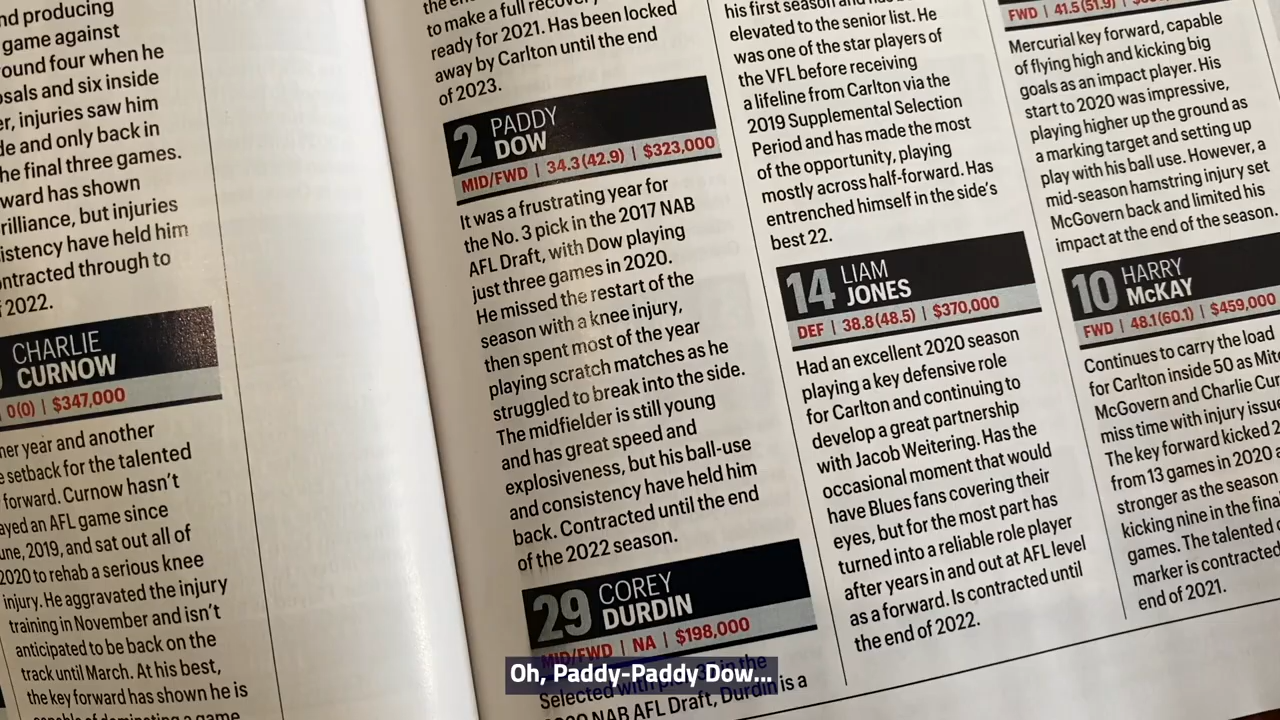 nd producing
game against
ound four when he
osals and six inside
er, injuries saw him
de and only back in
he final three games.
ward has shown
rilliance, but injuries
istency have held him
ontracted through to
2022.
CHARLIE
CURNOW
0(0) | $347,000
her year and another
setback for the talented
forward. Curnow hasn't
ayed an AFL game since
une, 2019, and sat out all of
2020 to rehab a serious knee
injury. He aggravated the injury
training in November and isn't
anticipated to be back on the
track until March. At his best,
the key forward has shown he is
to make a full recovery
ready for 2021. Has been locked
away by Carlton until the end
of 2023.
2 PADDY
DOW
MID/FWD | 34.3(42.9) | $323,000
It was a frustrating year for
the No. 3 pick in the 2017 NAB
AFL Draft, with Dow playing
just three games in 2020.
He missed the restart of the
season with a knee injury,
then spent most of the year
playing scratch matches as he
struggled to break into the side.
The midfielder is still young
and has great speed and
explosiveness, but his ball-use
and consistency have held him
back. Contracted until the end
of the 2022 season.
29 COREY
DURDIN
MID/FWD | NA | $198,000
Selected with in the
NAB AFL Draft, Durdin is a
his first season and has
elevated to the senior list. He
was one of the star players of
the VFL before receiving
a lifeline from Carlton via the
2019 Supplemental Selection
Period and has made the most
of the opportunity, playing
mostly across half-forward. Has
entrenched himself in the side's
best 22.
14 LIAM
JONES
DEF | 38.8(48.5) | $370,000
Had an excellent 2020 season
playing a key defensive role
for Carlton and continuing to
develop a great partnership
with Jacob Weitering. Has the
occasional moment that would
have Blues fans covering their
eyes, but for the most part has
turned into a reliable role player
after years in and out at AFL level
as a forward. Is contracted until
the end of 2022.
FWD | 41.5(51.9) |
Mercurial key forward, capable
of flying high and kicking big
goals as an impact player. His
start to 2020 was impressive,
playing higher up the ground as
a marking target and setting up
play with his ball use. However, a
mid-season hamstring injury set
McGovern back and limited his
impact at the end of the season.
10 HARRY
McKAY
FWD | 48.1(60.1) | $459,000
Continues to carry the load
for Carlton inside 50 as Mitc
McGovern and Charlie Cur
miss time with injury issue
The key forward kicked 2
from 13 games in 2020 a
stronger as the season
kicking nine in the fina
games. The talented
marker is contracted
end of 2021.
Oh, Paddy-Paddy Dow...